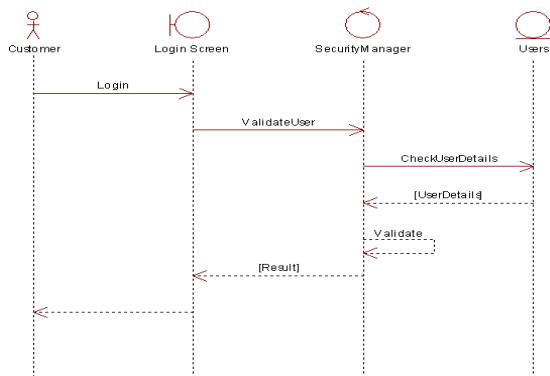 Customer
Login Screen
SecurityManager
Users
Login
ValidateUser
CheckUserDetails
[UserDetails]
Validate
[Result]